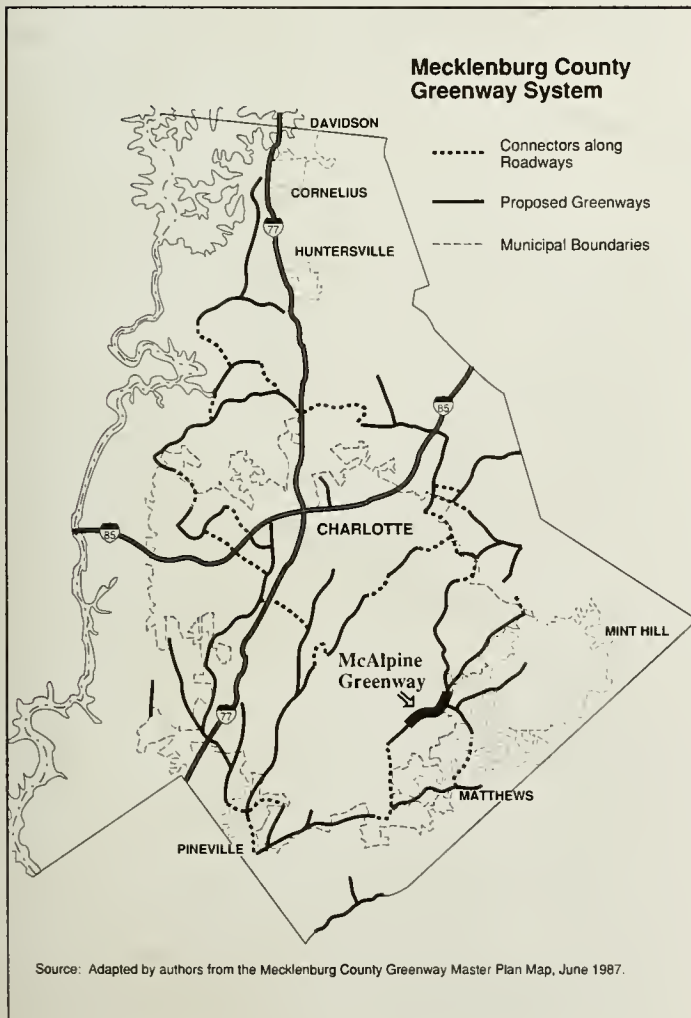 Mecklenburg County
Greenway System
Connectors along
Roadways
Proposed Greenways
Municipal Boundaries
DAVIDSON
CORNELIUS
77
HUNTERSVILLE
85
CHARLOTTE
85
MINT HILL
McAlpine
Greenway
77
MATTHEWS
PINEVILLE
Source: Adapted by authors from the Mecklenburg County Greenway Master Plan Map, June 1987.